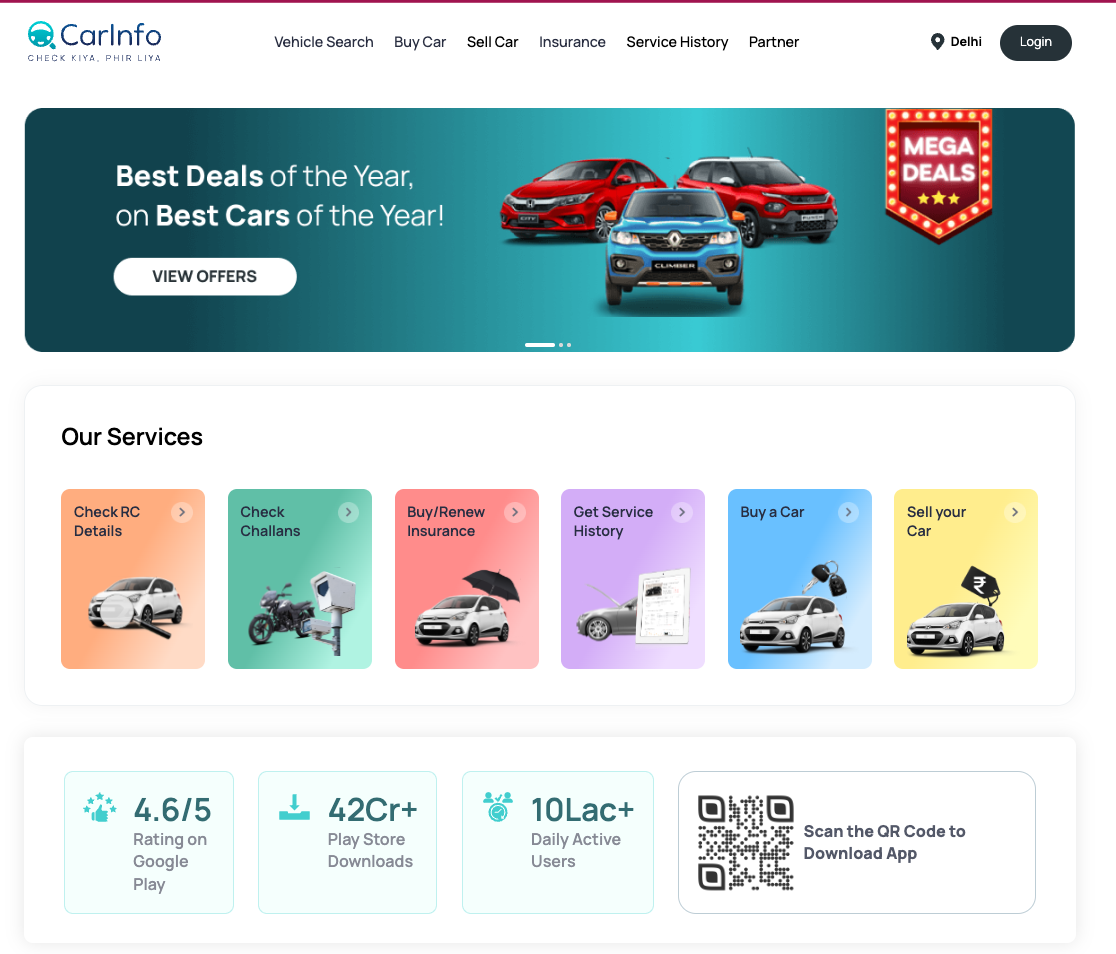 CarInfo
CHECK KIYA, PHIR LIYA
Vehicle Search
Buy Car
Sell Car
Insurance
Service History
Partner
Delhi
Login
Best Deals of the Year,
on Best Cars of the Year!
VIEW OFFERS
MEGA
DEALS
CITY
CLIMBER
PUNCH
Our Services
Check RC
Details
Check
Challans
Buy/Renew
Insurance
Get Service
History
Buy a Car
Sell your
Car
₹
4.6/5
Rating on
Google
Play
42Cr+
Play Store
Downloads
10Lac+
Daily Active
Users
Scan the QR Code to
Download App